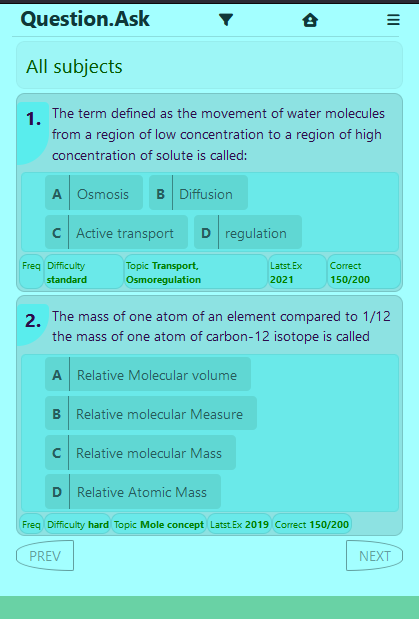 Question.Ask
All subjects
1. The term defined as the movement of water molecules
from a region of low concentration to a region of high
concentration of solute is called:
A Osmosis B Diffusion
C Active transport D regulation
Freq Difficulty Topic Transport, Latst.Ex Correct
standard Osmoregulation 2021 150/200
2. The mass of one atom of an element compared to 1/12
the mass of one atom of carbon-12 isotope is called
A Relative Molecular volume
B Relative molecular Measure
C Relative molecular Mass
D Relative Atomic Mass
Freq Difficulty hard Topic Mole concept Latst.Ex 2019 Correct 150/200
PREV NEXT